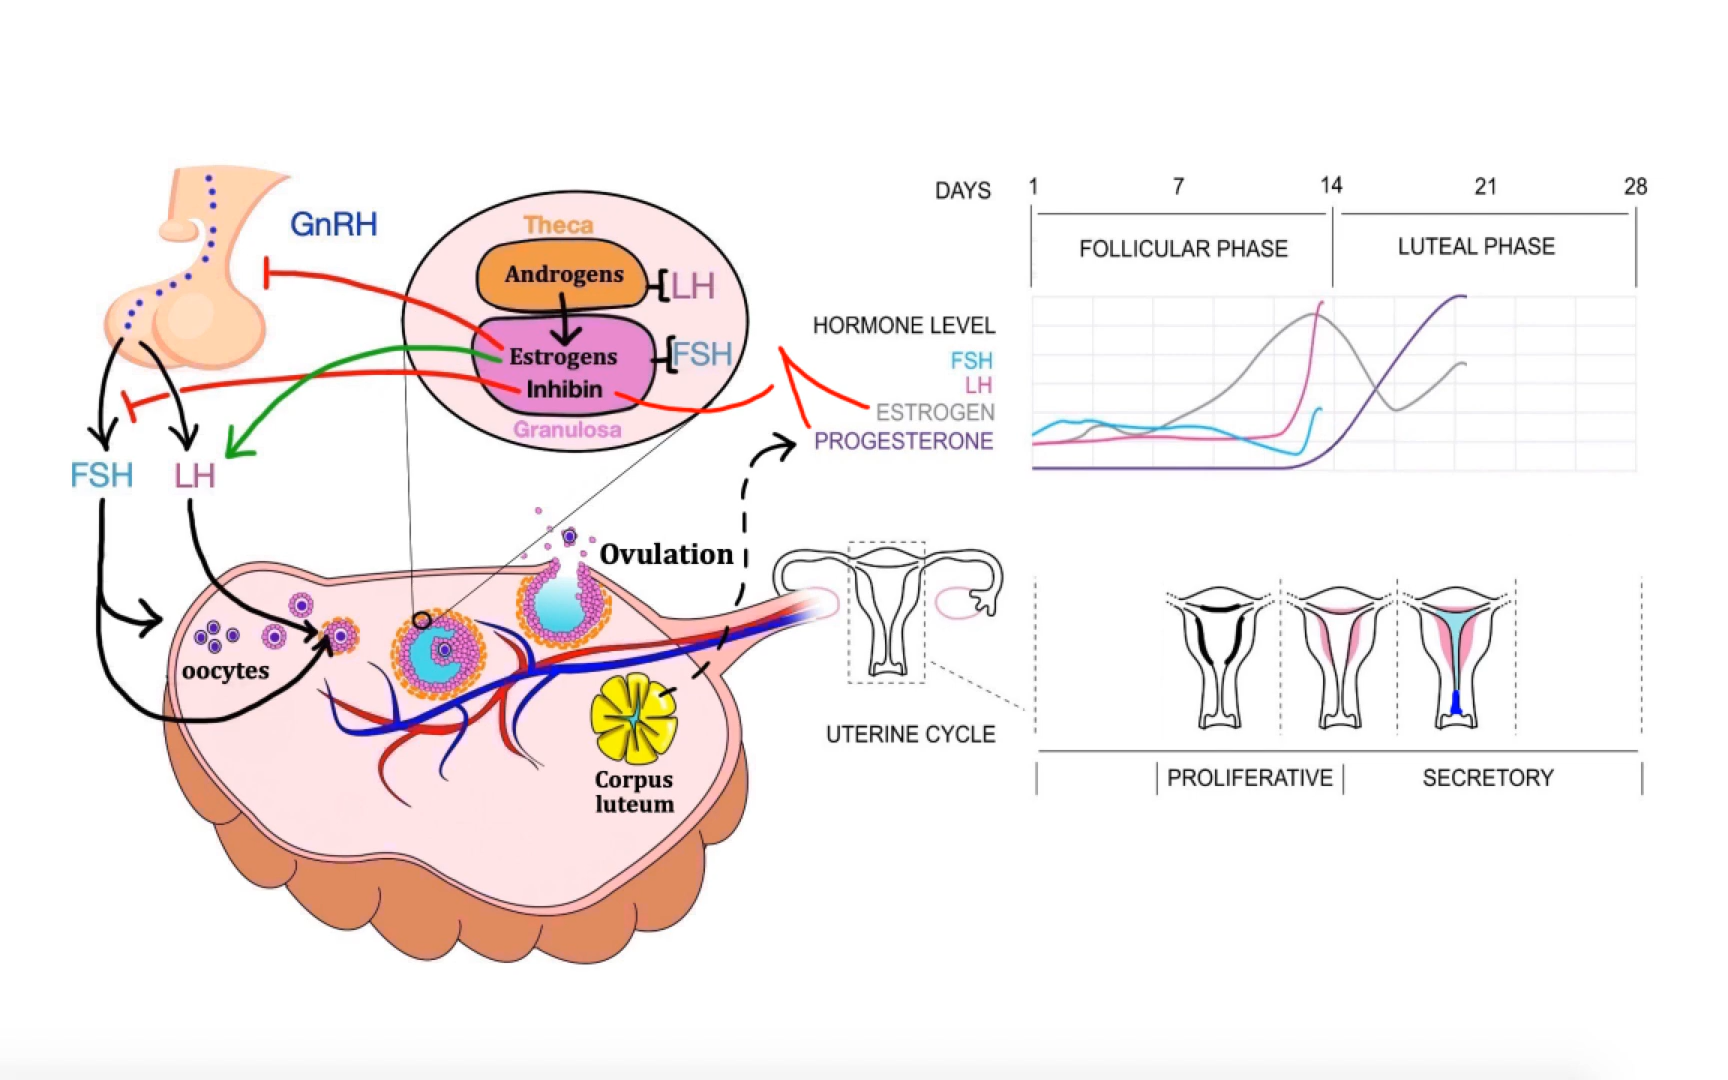 GnRH
Theca
Androgens
LH
Estrogens
FSH
Inhibin
Granulosa
FSH
LH
oocytes
Ovulation
Corpus
luteum
DAYS
1
7
14
21
28
FOLLICULAR PHASE
LUTEAL PHASE
HORMONE LEVEL
FSH
LH
ESTROGEN
PROGESTERONE
UTERINE CYCLE
PROLIFERATIVE
SECRETORY